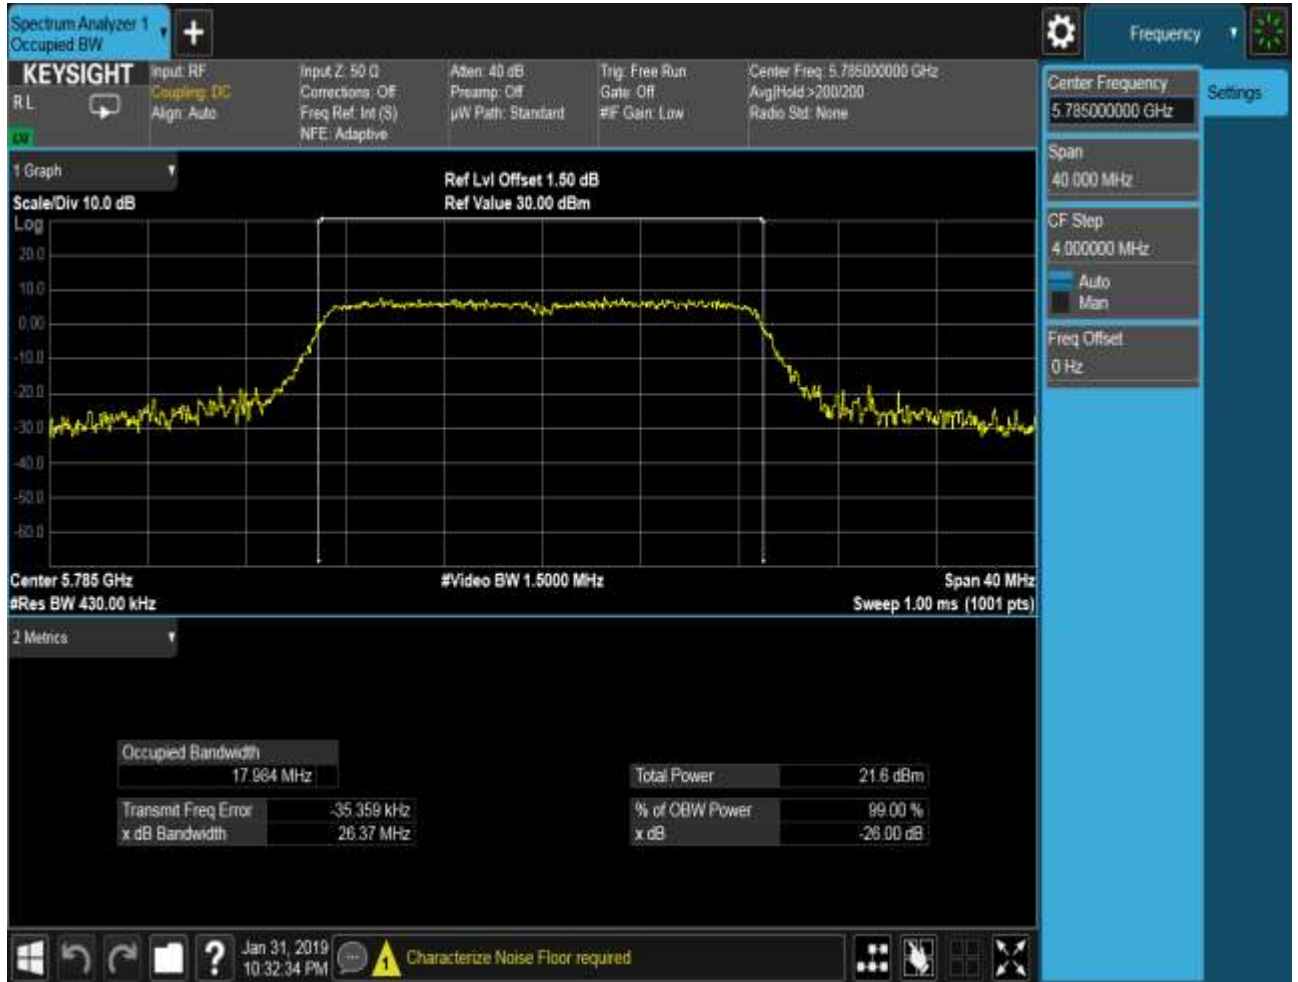 Spectrum Analyzer 1
Occupied BW
+
Frequency
KEYSIGHT
RL
Input: RF
Coupling: DC
Align: Auto
Input Z: 50 Ω
Corrections: Off
Freq Ref: Int (S)
NFE: Adaptive
Atten: 40 dB
Preamp: Off
µW Path: Standard
Trig: Free Run
Gate: Off
#IF Gain: Low
Center Freq: 5.785000000 GHz
Avg|Hold:>200/200
Radio Std: None
Center Frequency
5.785000000 GHz
Settings
Span
40.000 MHz
CF Step
4.000000 MHz
Auto
Man
Freq Offset
0 Hz
1 Graph
Scale/Div 10.0 dB
Ref Lvl Offset 1.50 dB
Ref Value 30.00 dBm
Log
20.0
10.0
0.00
-10.0
-20.0
-30.0
-40.0
-50.0
-60.0
Center 5.785 GHz
#Video BW 1.5000 MHz
Span 40 MHz
#Res BW 430.00 kHz
Sweep 1.00 ms (1001 pts)
2 Metrics
Occupied Bandwidth
17.984 MHz
Transmit Freq Error -35.359 kHz
x dB Bandwidth 26.37 MHz
Total Power 21.6 dBm
% of OBW Power 99.00 %
x dB -26.00 dB
?
Jan 31, 2019
10:32:34 PM
1
Characterize Noise Floor required